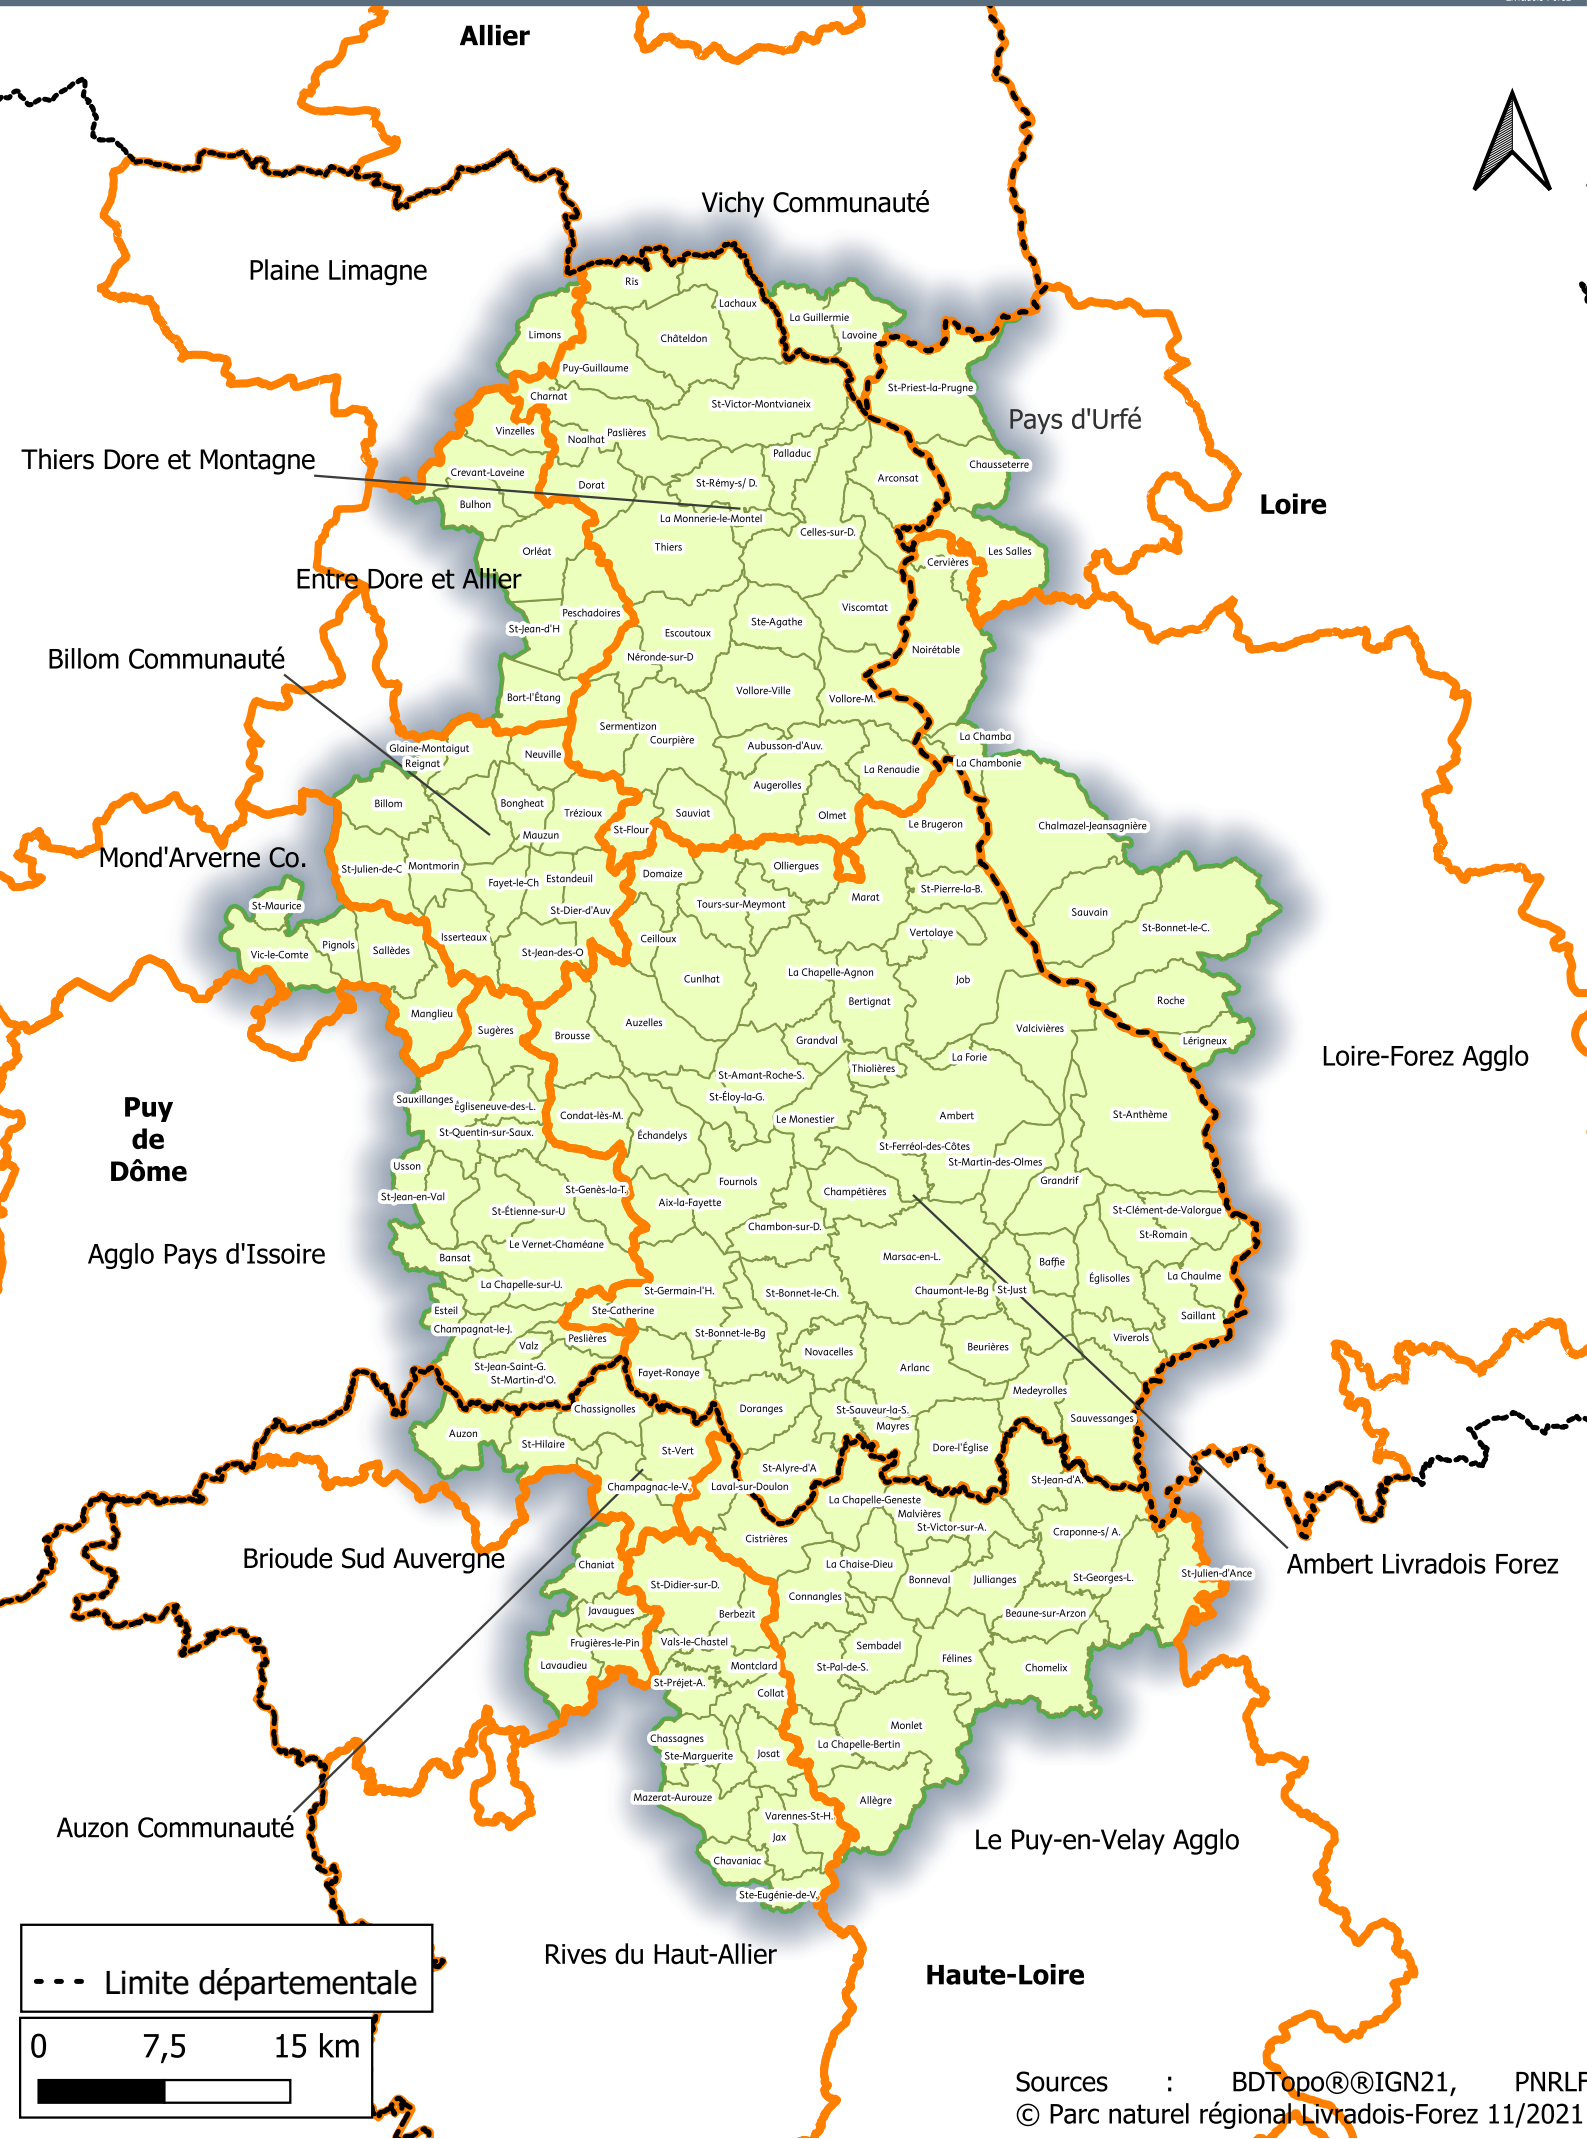 Allier
Vichy Communauté
Plaine Limagne
Ris
Lachaux
La Guillermie
Lavoine
Limons
Châteldon
Puy-Guillaume
St-Priest-la-Prugne
Charnat
St-Victor-Montvianeix
Pays d'Urfé
Vinzelles
Noalhat
Paslières
Palladuc
Thiers Dore et Montagne
Chausseterre
Crevant-Laveine
Dorat
St-Rémy-s/ D.
Arconsat
Bulhon
Loire
La Monnerie-le-Montel
Celles-sur-D.
Orléat
Thiers
Les Salles
Cervières
Entre Dore et Allier
Peschadoires
Viscomtat
St-Jean-d'H
Escoutoux
Ste-Agathe
Noirétable
Billom Communauté
Néronde-sur-D
Bort-l'Étang
Vollore-Ville
Vollore-M.
Sermentizon
Courpière
La Chamba
Glaine-Montaigut
Reignat
Neuville
Aubusson-d'Auv.
La Renaudie
La Chambonie
Augerolles
Billom
Bongheat
Trézioux
Sauviat
Olmet
Le Brugeron
Chalmazel-Jeansagnière
Mauzun
St-Flour
Mond'Arverne Co.
St-Julien-de-C
Montmorin
Fayet-le-Ch
Estandeuil
Domaize
Olliergues
St-Maurice
St-Dier-d'Auv
Tours-sur-Meymont
Marat
St-Pierre-la-B.
Sauvain
St-Bonnet-le-C.
Isserteaux
Ceilloux
Vertolaye
Vic-le-Comte
Pignols
Sallèdes
St-Jean-des-O
Cunlhat
La Chapelle-Agnon
Job
Bertignat
Roche
Manglieu
Sugères
Brousse
Auzelles
Grandval
Valcivières
Lérigneux
Loire-Forez Agglo
La Forie
St-Amant-Roche-S.
Thiolières
Sauxillanges
Égliseneuve-des-L.
Condat-lès-M.
St-Éloy-la-G.
Le Monestier
Ambert
St-Anthème
Puy
de
Dôme
St-Quentin-sur-Saux.
Échandelys
St-Ferréol-des-Côtes
St-Martin-des-Olmes
Usson
St-Jean-en-Val
St-Genès-la-T.
Fournols
Champétières
Grandrif
St-Étienne-sur-U
Aix-la-Fayette
Chambon-sur-D.
St-Clément-de-Valorgue
St-Romain
Agglo Pays d'Issoire
Le Vernet-Chaméane
Bansat
Marsac-en-L.
Baffie
Églisolles
La Chaulme
La Chapelle-sur-U.
St-Germain-l'H.
St-Bonnet-le-Ch.
Chaumont-le-Bg
St-Just
Esteil
Ste-Catherine
Saillant
Champagnat-le-J.
Valz
Peslières
St-Bonnet-le-Bg
Novacelles
Beurières
Viverols
St-Jean-Saint-G.
St-Martin-d'O.
Fayet-Ronaye
Arlanc
Medeyrolles
Chassignolles
Doranges
St-Sauveur-la-S.
Mayres
Sauvessanges
Auzon
St-Hilaire
St-Vert
Dore-l'Église
St-Alyre-d'A
Champagnac-le-V.
Laval-sur-Doulon
St-Jean-d'A.
La Chapelle-Geneste
Malvières
St-Victor-sur-A.
Cistrières
Craponne-s/ A.
Brioude Sud Auvergne
Chaniat
La Chaise-Dieu
Ambert Livradois Forez
St-Didier-sur-D.
Bonneval
Jullianges
St-Georges-L.
St-Julien-d'Ance
Connangles
Javaugues
Berbezit
Beaune-sur-Arzon
Frugières-le-Pin
Vals-le-Chastel
Sembadel
Lavaudieu
Montclard
St-Pal-de-S.
Félines
Chomelix
St-Préjet-A.
Collat
Monlet
Chassagnes
Ste-Marguerite
Josat
La Chapelle-Bertin
Mazerat-Aurouze
Allègre
Varennes-St-H.
Auzon Communauté
Jax
Le Puy-en-Velay Agglo
Chavaniac
Ste-Eugénie-de-V.
Rives du Haut-Allier
Haute-Loire
Limite départementale
0 7,5 15 km
Sources : BDTopo®®IGN21, PNRLF
© Parc naturel régional Livradois-Forez 11/2021